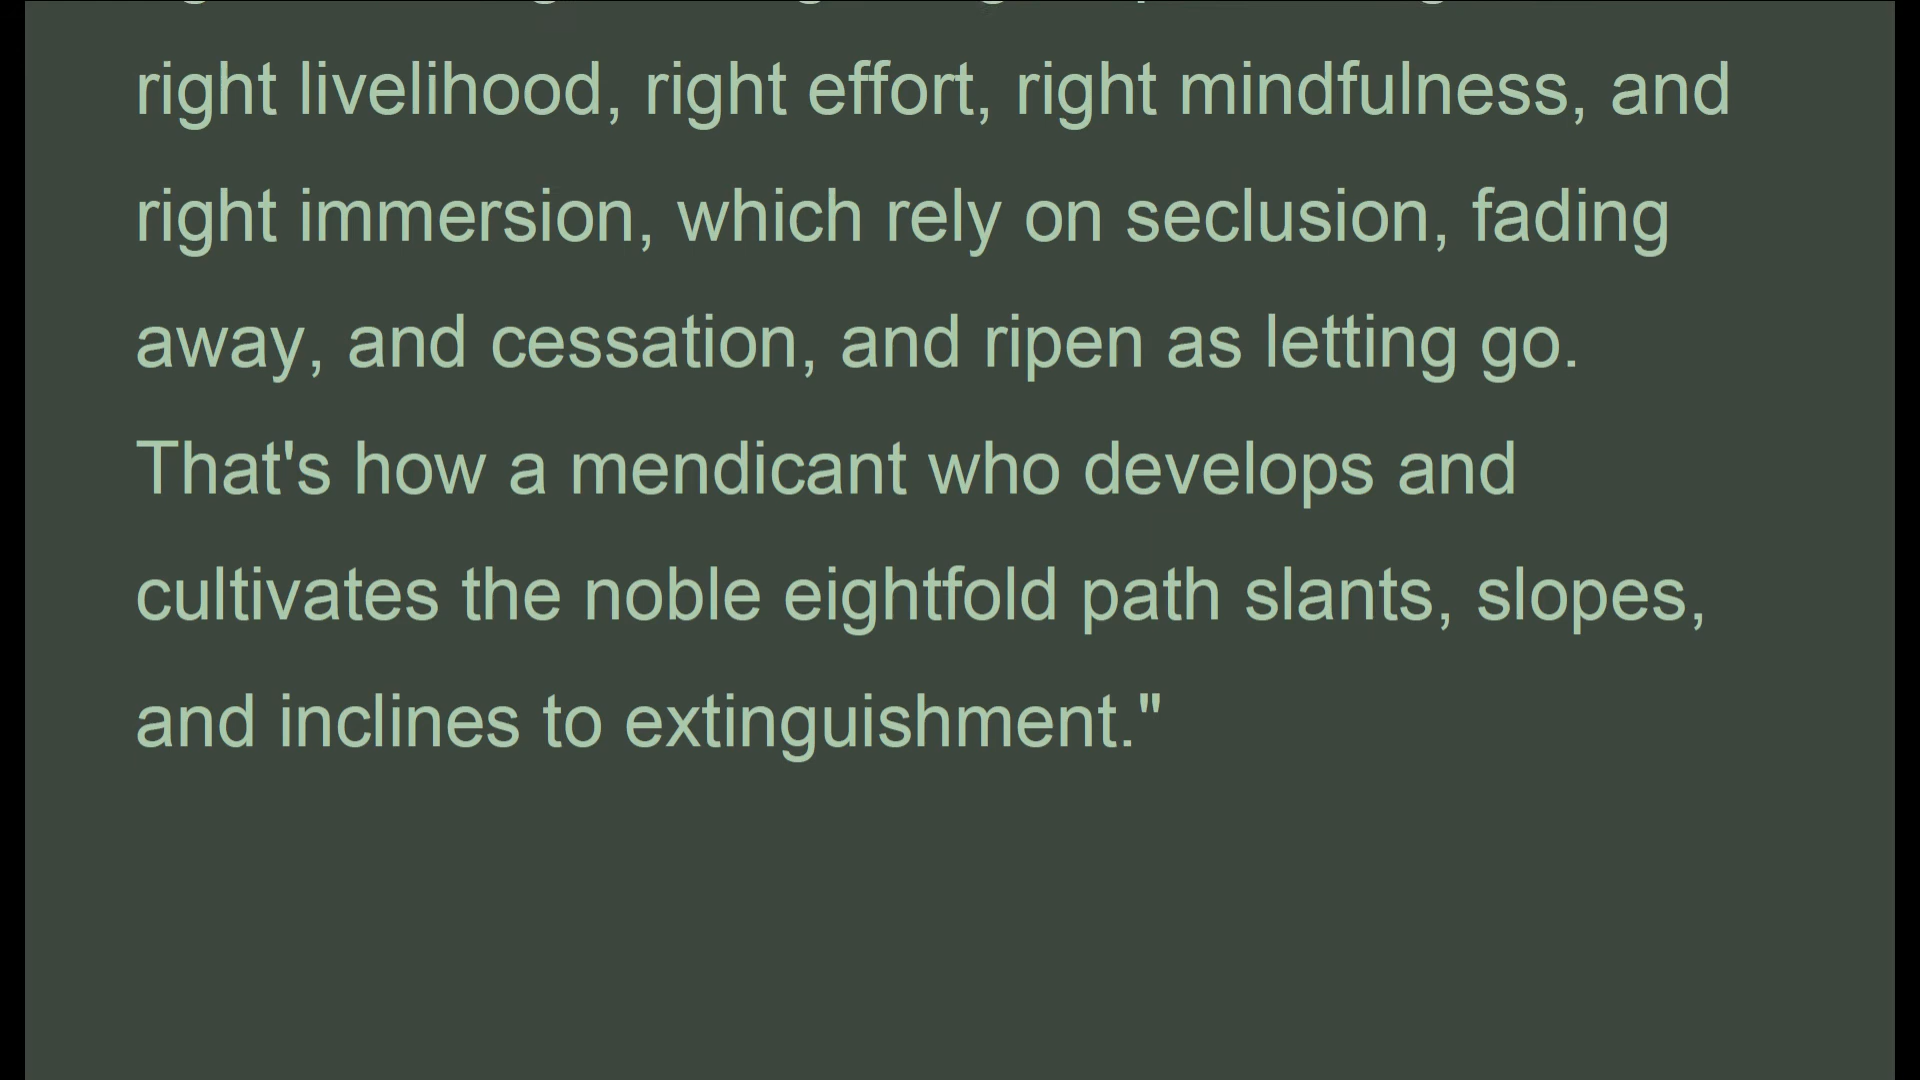 right livelihood, right effort, right mindfulness, and
right immersion, which rely on seclusion, fading
away, and cessation, and ripen as letting go.
That's how a mendicant who develops and
cultivates the noble eightfold path slants, slopes,
and inclines to extinguishment."